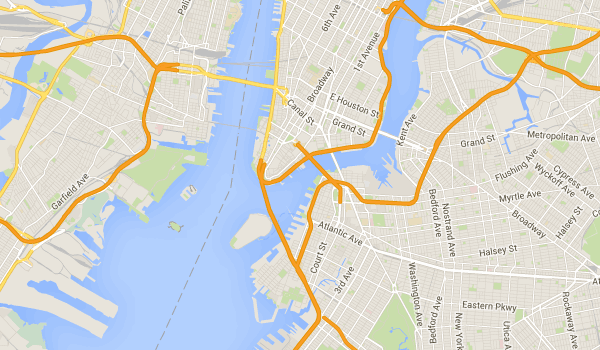 6th Ave
1st Avenue
Broadway
Canal St
E Houston St
Grand St
Kent Ave
Grand St
Metropolitan Ave
Flushing Ave
Wyckoff Ave
Cypress Ave
Garfield Ave
Myrtle Ave
Bedford Ave
Nostrand Ave
Broadway
Halsey St
Atlantic Ave
Court St
Halsey St
3rd Ave
Washington Ave
Bedford Ave
Eastern Pkwy
Rockaway Ave
New York
Utica A